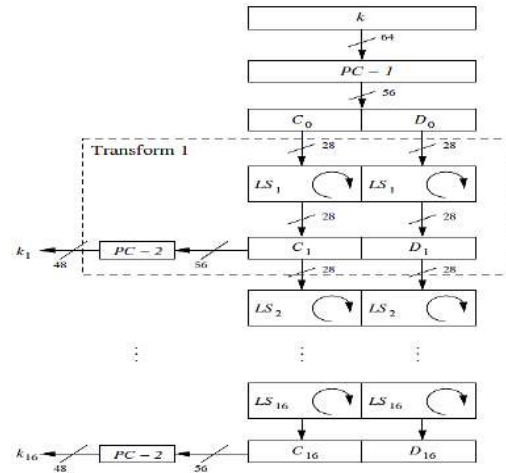 k
64
PC – 1
56
C0 D0
Transform 1
28 28
LS1 LS1
28 28
k1 48 PC – 2 56 C1 D1
28 28
LS2 LS2
⋮ ⋮ ⋮
LS16 LS16
k16 48 PC – 2 56 C16 D16